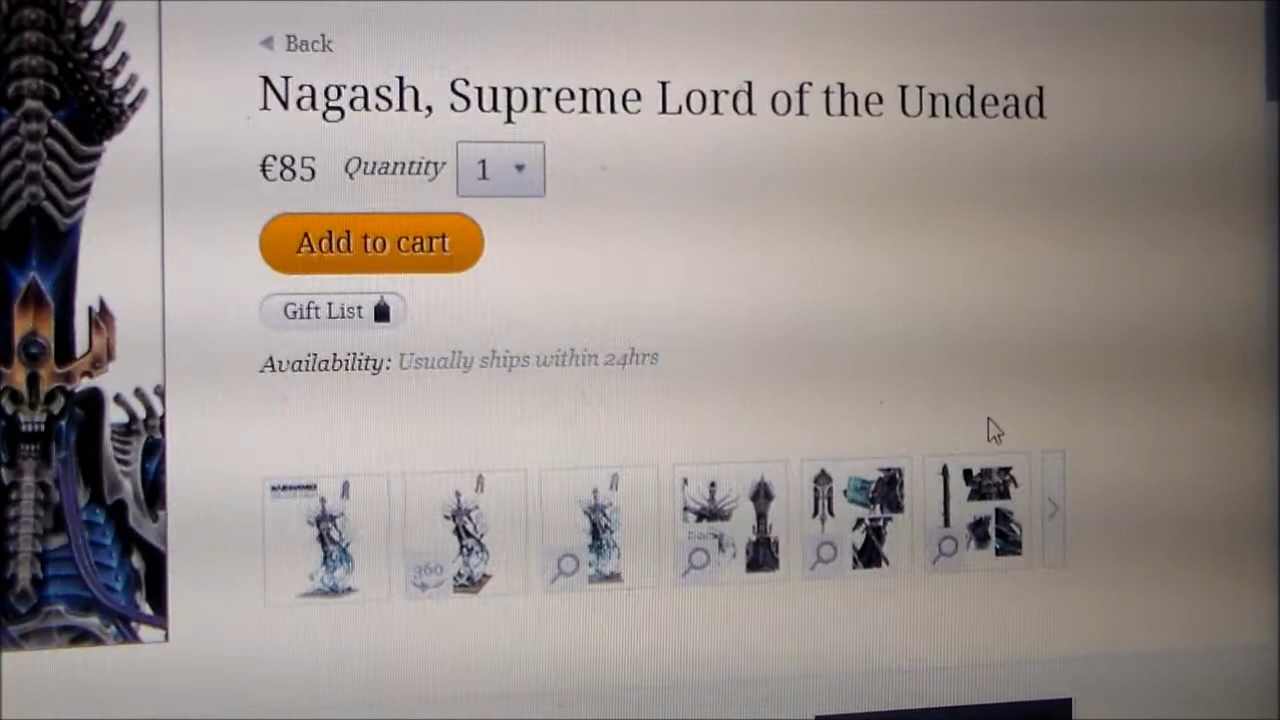 Back
Nagash, Supreme Lord of the Undead
€85 Quantity 1
Add to cart
Gift List
Availability: Usually ships within 24hrs
360